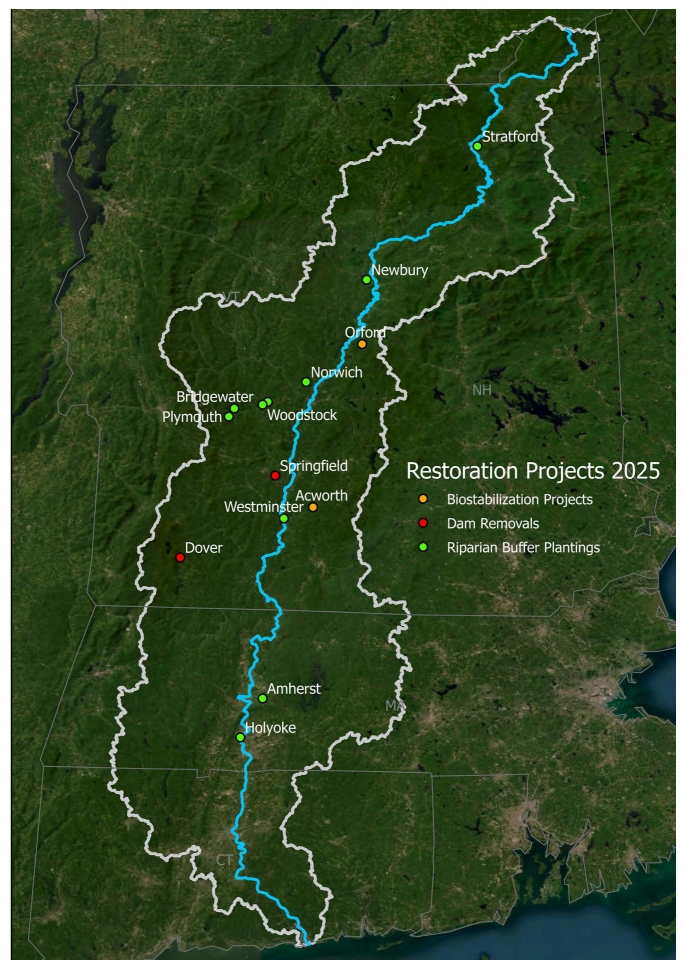 Stratford
Newbury
VT
Orford
Norwich
NH
Bridgewater
Plymouth
Woodstock
Springfield
Restoration Projects 2025
Acworth
Biostabilization Projects
Westminster
Dam Removals
Dover
Riparian Buffer Plantings
Amherst
MA
Holyoke
CT